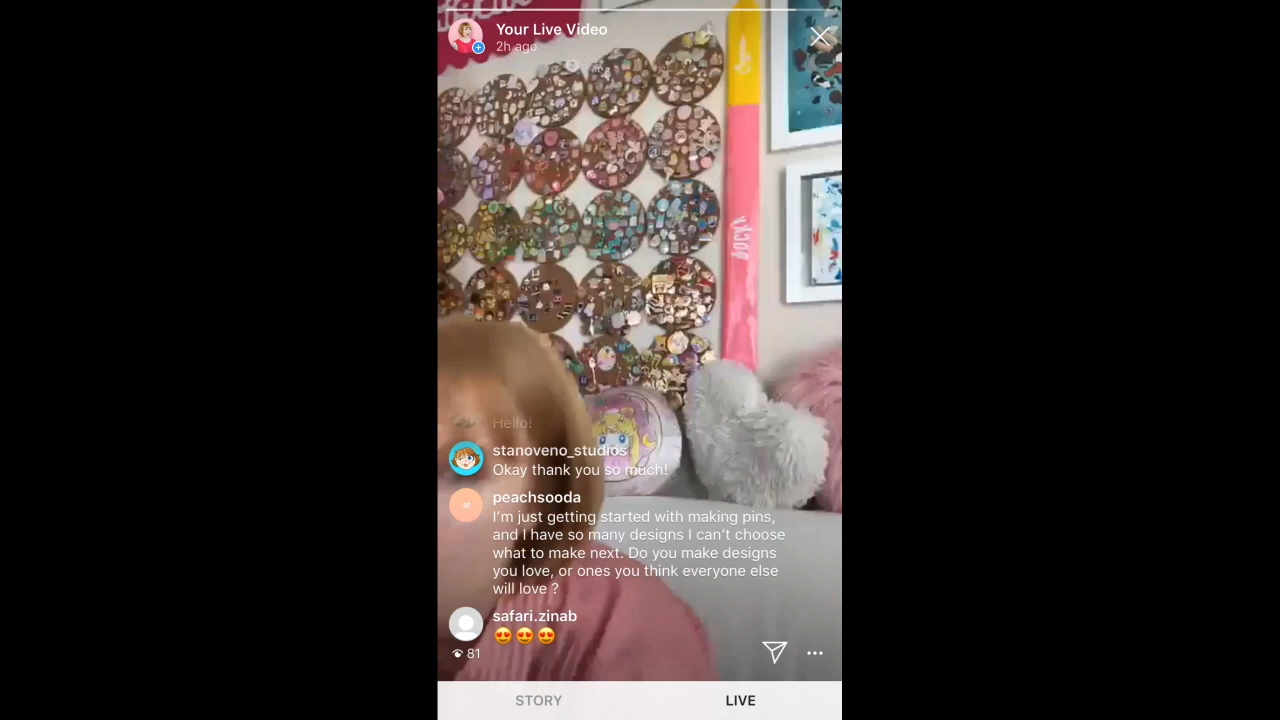 Your Live Video
2h ago
POCKY
Hello!
stanoveno_studios
Okay thank you so much!
peachsooda
I'm just getting started with making pins,
and I have so many designs I can't choose
what to make next. Do you make designs
you love, or ones you think everyone else
will love ?
safari.zinab
😍😍😍
81
STORY
LIVE